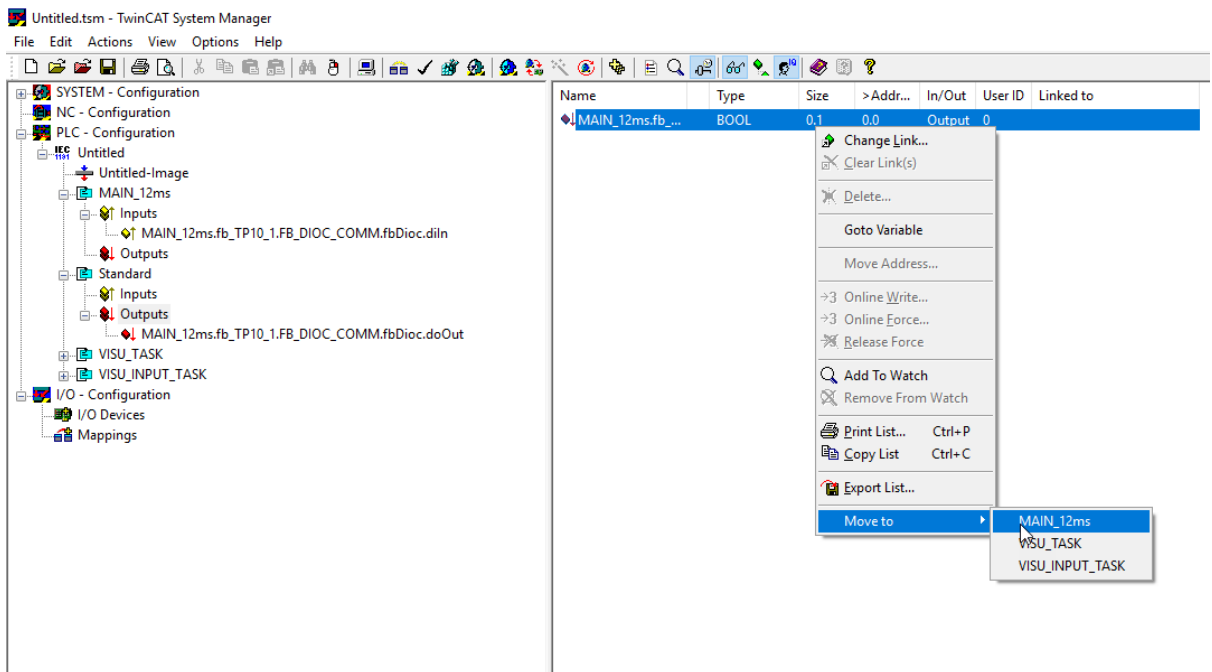 Untitled.tsm - TwinCAT System Manager
File Edit Actions View Options Help
SYSTEM - Configuration
NC - Configuration
PLC - Configuration
IEC 1131 Untitled
Untitled-Image
MAIN_12ms
Inputs
MAIN_12ms.fb_TP10_1.FB_DIOC_COMM.fbDioc.diIn
Outputs
Standard
Inputs
Outputs
MAIN_12ms.fb_TP10_1.FB_DIOC_COMM.fbDioc.doOut
VISU_TASK
VISU_INPUT_TASK
I/O - Configuration
I/O Devices
Mappings
Name Type Size >Addr... In/Out User ID Linked to
MAIN_12ms.fb_... BOOL 0.1 0.0 Output 0
Change Link...
Clear Link(s)
Delete...
Goto Variable
Move Address...
Online Write...
Online Force...
Release Force
Add To Watch
Remove From Watch
Print List... Ctrl+P
Copy List Ctrl+C
Export List...
Move to
MAIN_12ms
VISU_TASK
VISU_INPUT_TASK